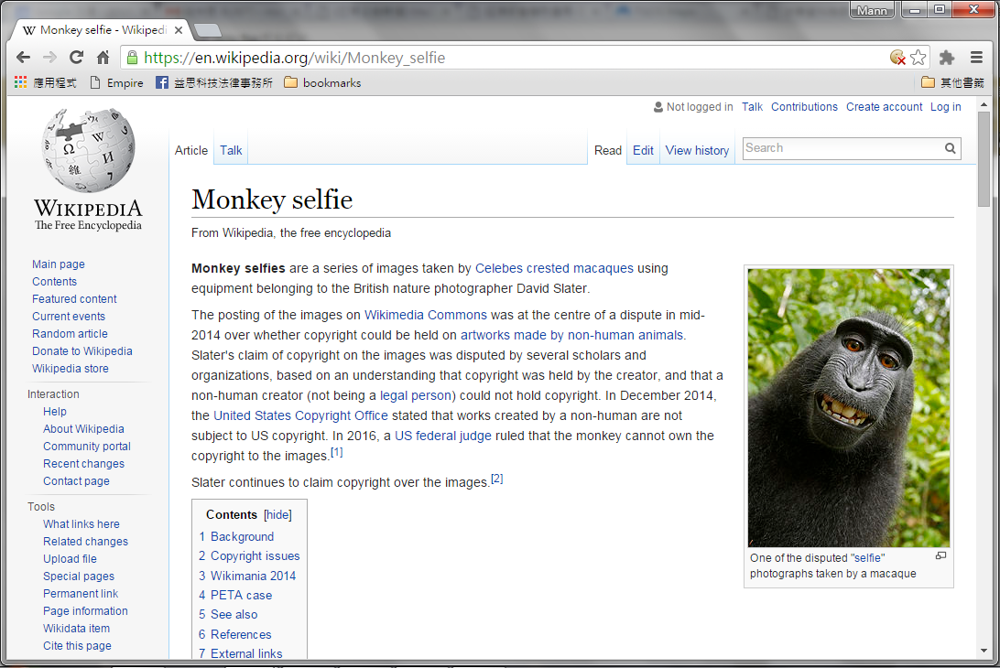 Mann
Monkey selfie - Wikiped
https://en.wikipedia.org/wiki/Monkey_selfie
應用程式 Empire 益思科技法律事務所 bookmarks 其他書籤
Not logged in Talk Contributions Create account Log in
Article Talk Read Edit View history Search
WIKIPEDIA
The Free Encyclopedia
Main page
Contents
Featured content
Current events
Random article
Donate to Wikipedia
Wikipedia store
Interaction
Help
About Wikipedia
Community portal
Recent changes
Contact page
Tools
What links here
Related changes
Upload file
Special pages
Permanent link
Page information
Wikidata item
Cite this page
Monkey selfie
From Wikipedia, the free encyclopedia
Monkey selfies are a series of images taken by Celebes crested macaques using
equipment belonging to the British nature photographer David Slater.
The posting of the images on Wikimedia Commons was at the centre of a dispute in mid-
2014 over whether copyright could be held on artworks made by non-human animals.
Slater's claim of copyright on the images was disputed by several scholars and
organizations, based on an understanding that copyright was held by the creator, and that a
non-human creator (not being a legal person) could not hold copyright. In December 2014,
the United States Copyright Office stated that works created by a non-human are not
subject to US copyright. In 2016, a US federal judge ruled that the monkey cannot own the
copyright to the images.[1]
Slater continues to claim copyright over the images.[2]
Contents [hide]
1 Background
2 Copyright issues
3 Wikimania 2014
4 PETA case
5 See also
6 References
7 External links
One of the disputed "selfie"
photographs taken by a macaque